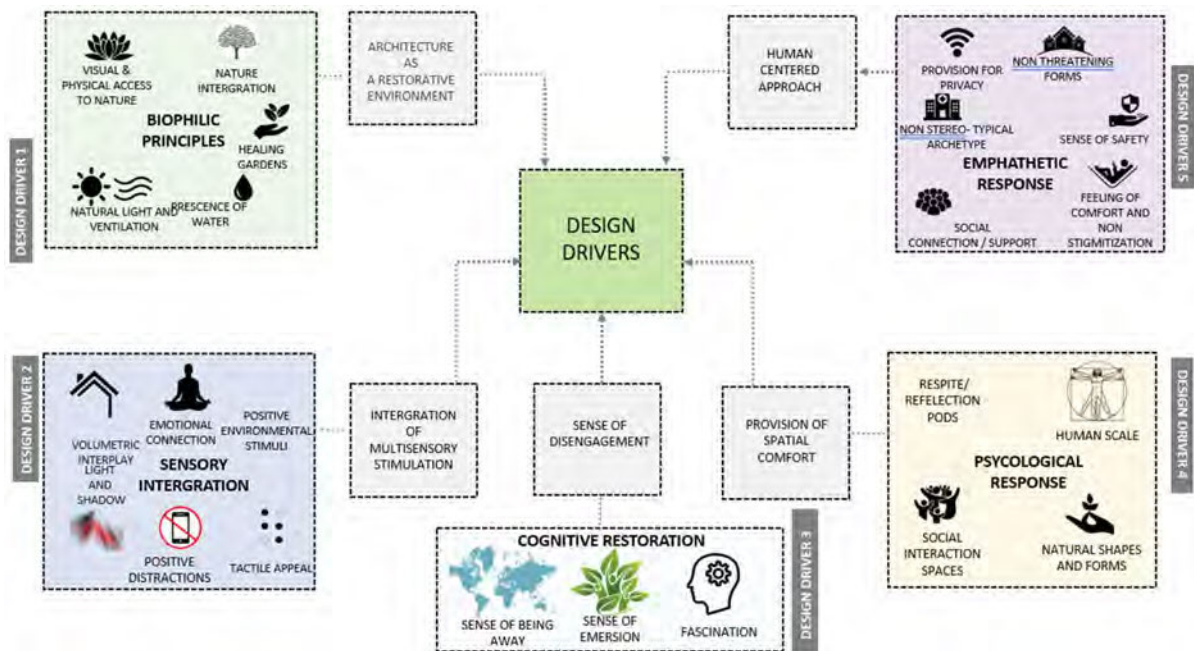 DESIGN DRIVER 1
VISUAL &
PHYSICAL ACCESS
TO NATURE
NATURE
INTERGRATION
BIOPHILIC
PRINCIPLES
HEALING
GARDENS
NATURAL LIGHT AND
VENTILATION
PRESCENCE OF
WATER
ARCHITECTURE
AS
A RESTORATIVE
ENVIRONMENT
HUMAN
CENTERED
APPROACH
DESIGN DRIVER 5
PROVISION FOR
PRIVACY
NON THREATENING
FORMS
NON STEREO- TYPICAL
ARCHETYPE
SENSE OF SAFETY
EMPHATHETIC
RESPONSE
SOCIAL
CONNECTION / SUPPORT
FEELING OF
COMFORT AND
NON
STIGMITIZATION
DESIGN
DRIVERS
DESIGN DRIVER 2
VOLUMETRIC
INTERPLAY
LIGHT
AND
SHADOW
EMOTIONAL
CONNECTION
POSITIVE
ENVIRONMENTAL
STIMULI
SENSORY
INTERGRATION
POSITIVE
DISTRACTIONS
TACTILE APPEAL
INTERGRATION
OF
MULTISENSORY
STIMULATION
SENSE OF
DISENGAGEMENT
PROVISION OF
SPATIAL
COMFORT
DESIGN DRIVER 4
RESPITE/
REFELECTION
PODS
HUMAN SCALE
PSYCOLOGICAL
RESPONSE
SOCIAL
INTERACTION
SPACES
NATURAL SHAPES
AND FORMS
DESIGN DRIVER 3
COGNITIVE RESTORATION
SENSE OF BEING
AWAY
SENSE OF
EMERSION
FASCINATION